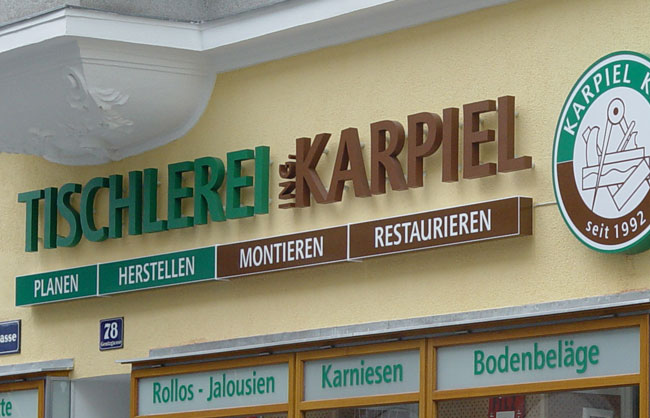 TISCHLEREI ING. KARPIEL
PLANEN HERSTELLEN MONTIEREN RESTAURIEREN
KARPIEL K
seit 1992
78
Rollos - Jalousien
Karniesen
Bodenbeläge